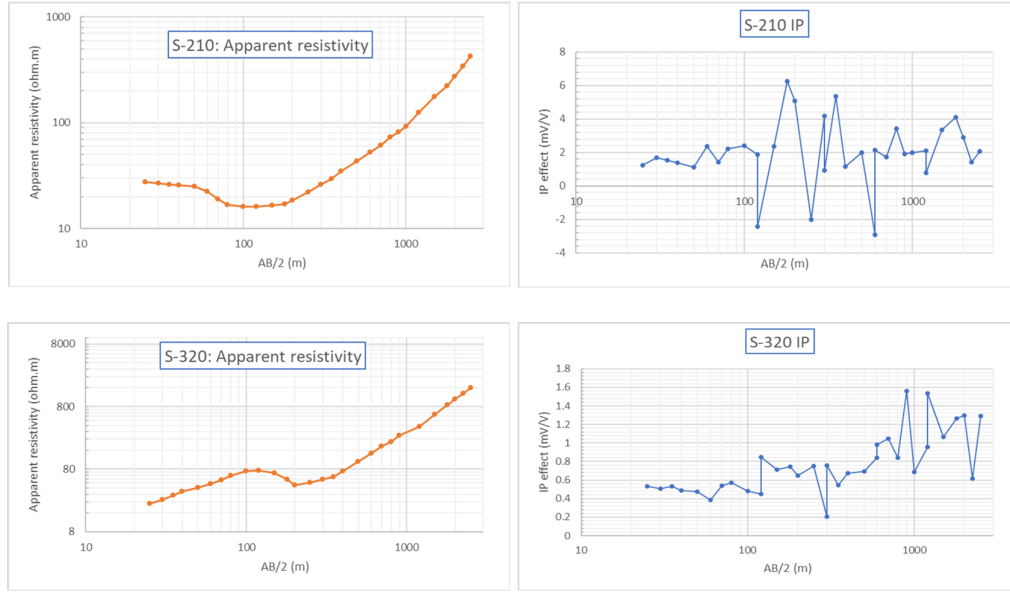 S-210: Apparent resistivity
Apparent resistivity (ohm.m)
1000
100
10
10 100 1000
AB/2 (m)
S-210 IP
IP effect (mV/V)
8
6
4
2
0
-2
-4
10 100 1000
AB/2 (m)
S-320: Apparent resistivity
Apparent resistivity (ohm.m)
8000
800
80
8
10 100 1000
AB/2 (m)
S-320 IP
IP effect (mV/V)
1.8
1.6
1.4
1.2
1
0.8
0.6
0.4
0.2
0
10 100 1000
AB/2 (m)